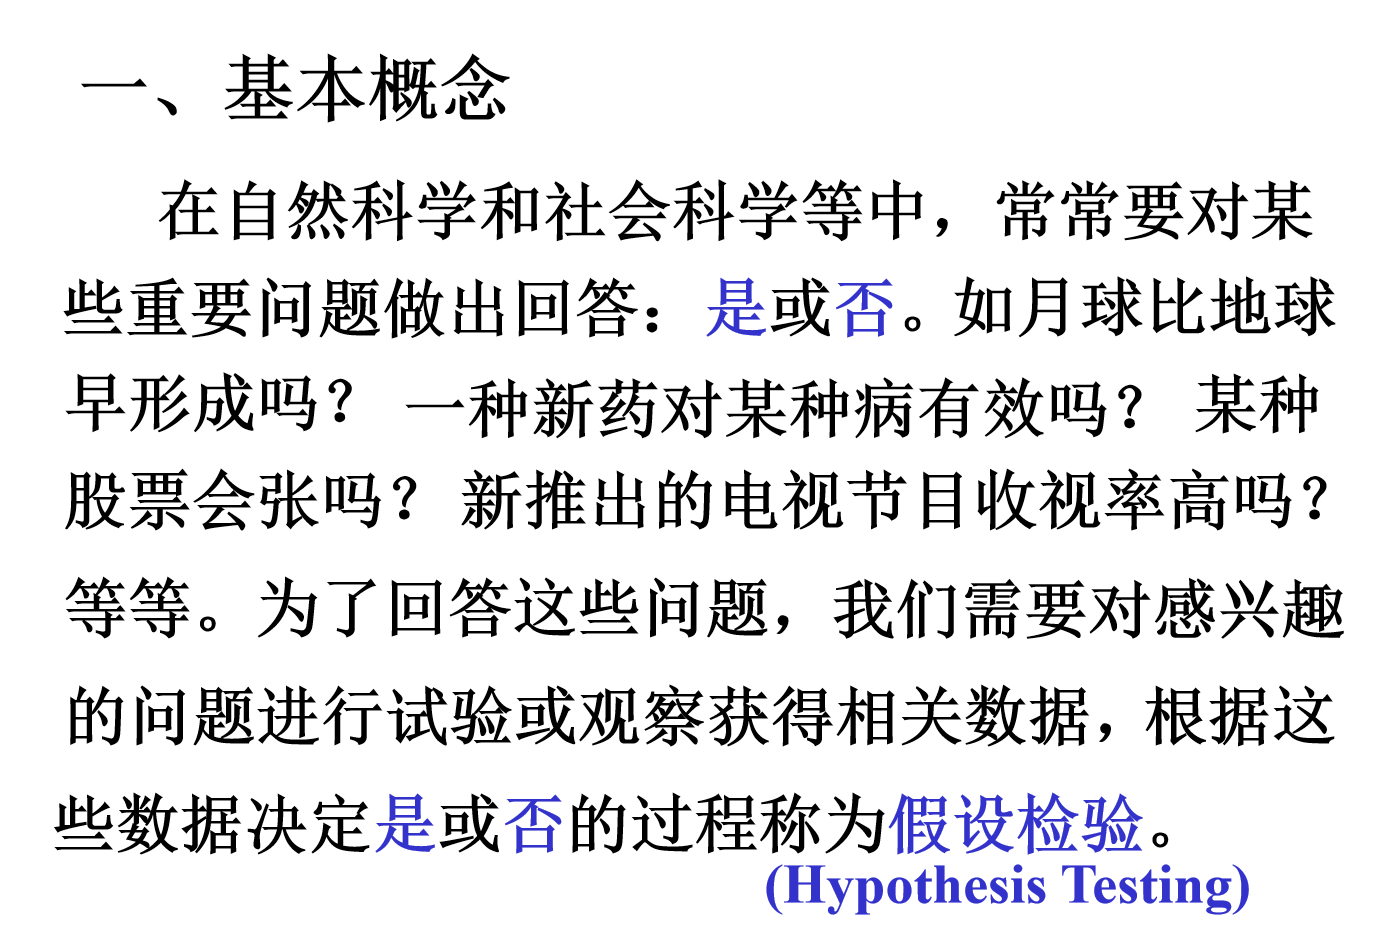 一、基本概念
在自然科学和社会科学等中，常常要对某
些重要问题做出回答：是或否。如月球比地球
早形成吗？ 一种新药对某种病有效吗？ 某种
股票会张吗？ 新推出的电视节目收视率高吗？
等等。为了回答这些问题，我们需要对感兴趣
的问题进行试验或观察获得相关数据，根据这
些数据决定是或否的过程称为假设检验。
(Hypothesis Testing)